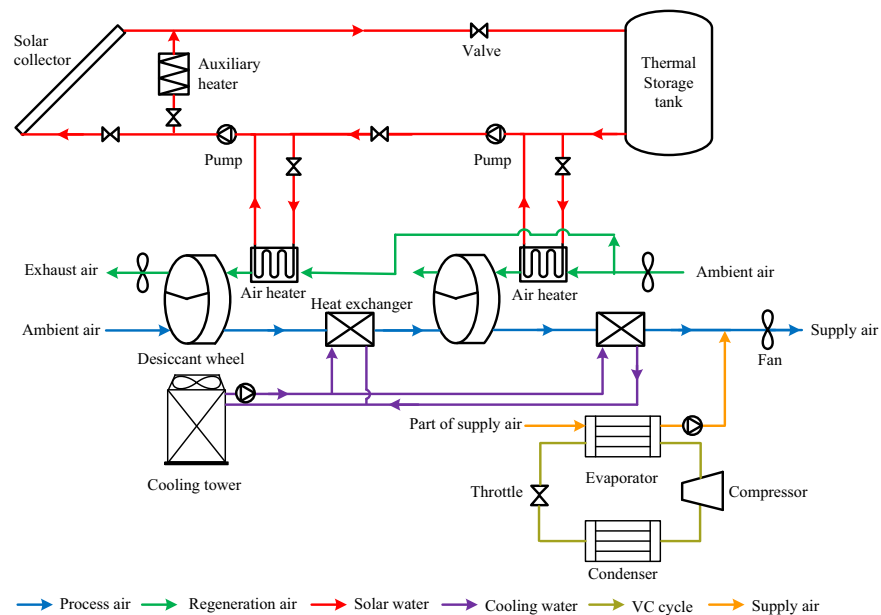 Solar
collector
Auxiliary
heater
Valve
Thermal
Storage
tank
Pump
Pump
Exhaust air
Air heater
Air heater
Ambient air
Heat exchanger
Ambient air
Supply air
Desiccant wheel
Fan
Part of supply air
Cooling tower
Evaporator
Throttle
Compressor
Condenser
Process air
Regeneration air
Solar water
Cooling water
VC cycle
Supply air